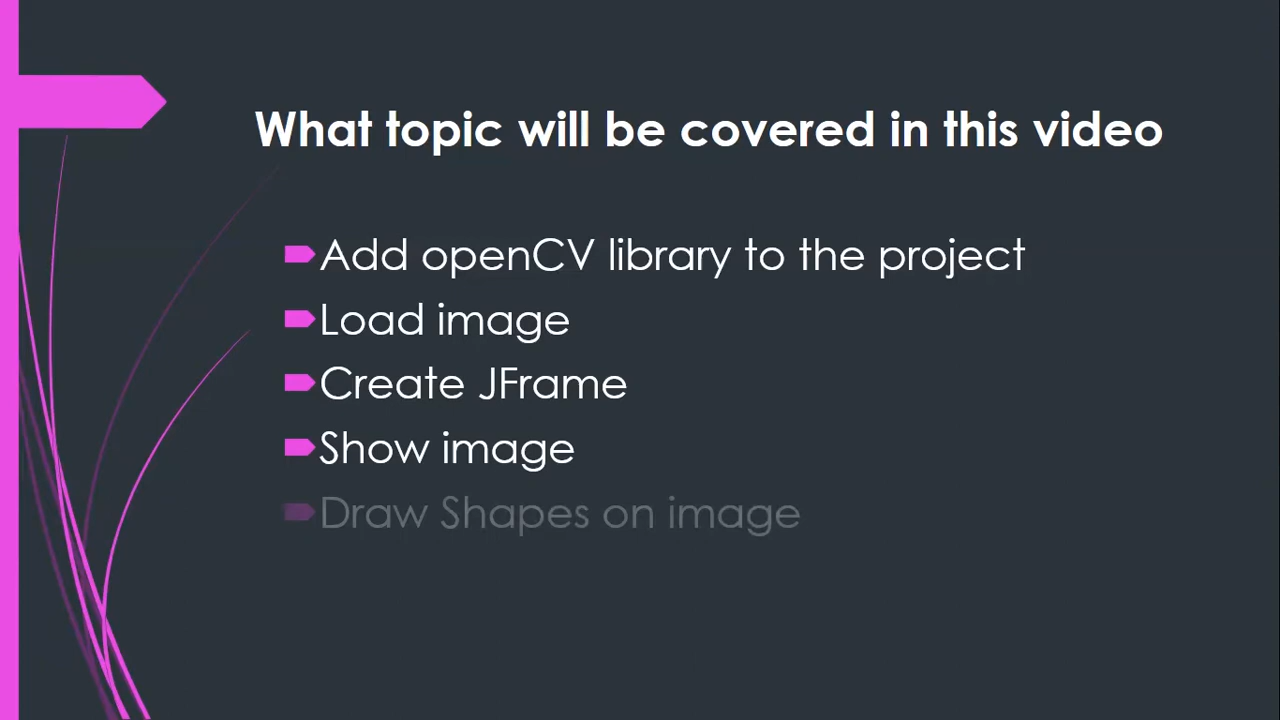 What topic will be covered in this video
Add openCV library to the project
Load image
Create JFrame
Show image
Draw Shapes on image